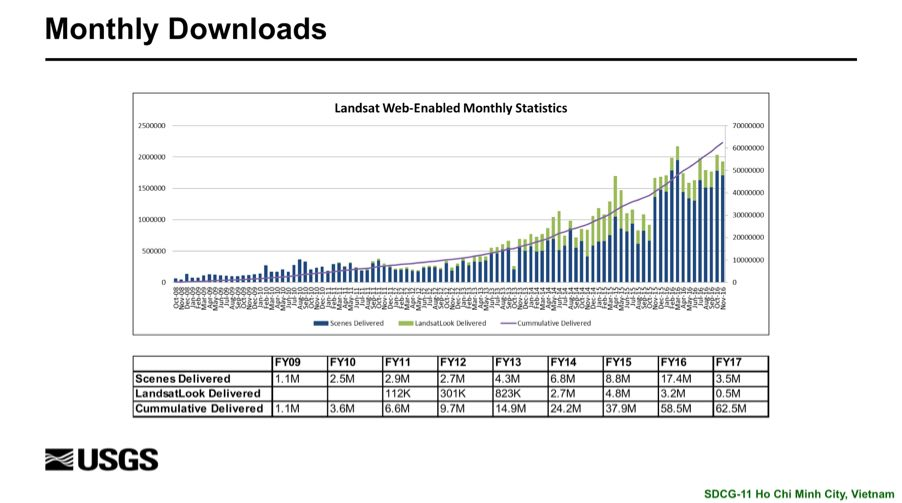 Monthly Downloads
Landsat Web-Enabled Monthly Statistics
2500000
2000000
1500000
1000000
500000
0
70000000
60000000
50000000
40000000
30000000
20000000
10000000
0
Scenes Delivered LandsatLook Delivered Cummulative Delivered
FY09 FY10 FY11 FY12 FY13 FY14 FY15 FY16 FY17
Scenes Delivered 1.1M 2.5M 2.9M 2.7M 4.3M 6.8M 8.8M 17.4M 3.5M
LandsatLook Delivered 112K 301K 823K 2.7M 4.8M 3.2M 0.5M
Cummulative Delivered 1.1M 3.6M 6.6M 9.7M 14.9M 24.2M 37.9M 58.5M 62.5M
USGS
SDCG-11 Ho Chi Minh City, Vietnam